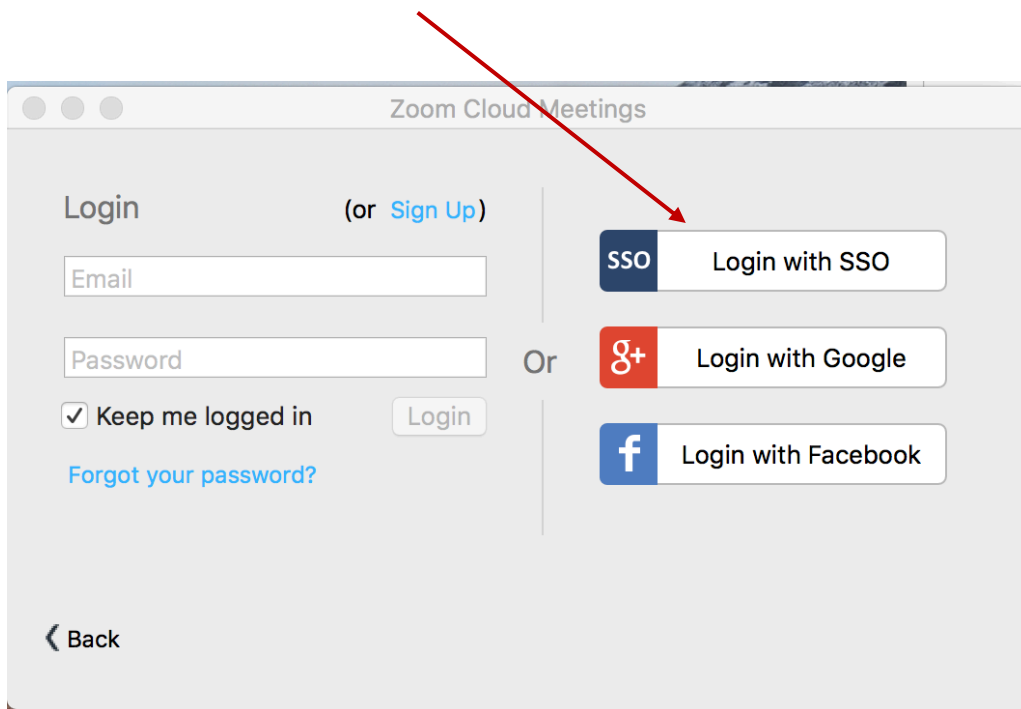 Zoom Cloud Meetings
Login (or Sign Up)
Email
Password
Keep me logged in Login
Forgot your password?
Or
SSO Login with SSO
g+ Login with Google
f Login with Facebook
Back